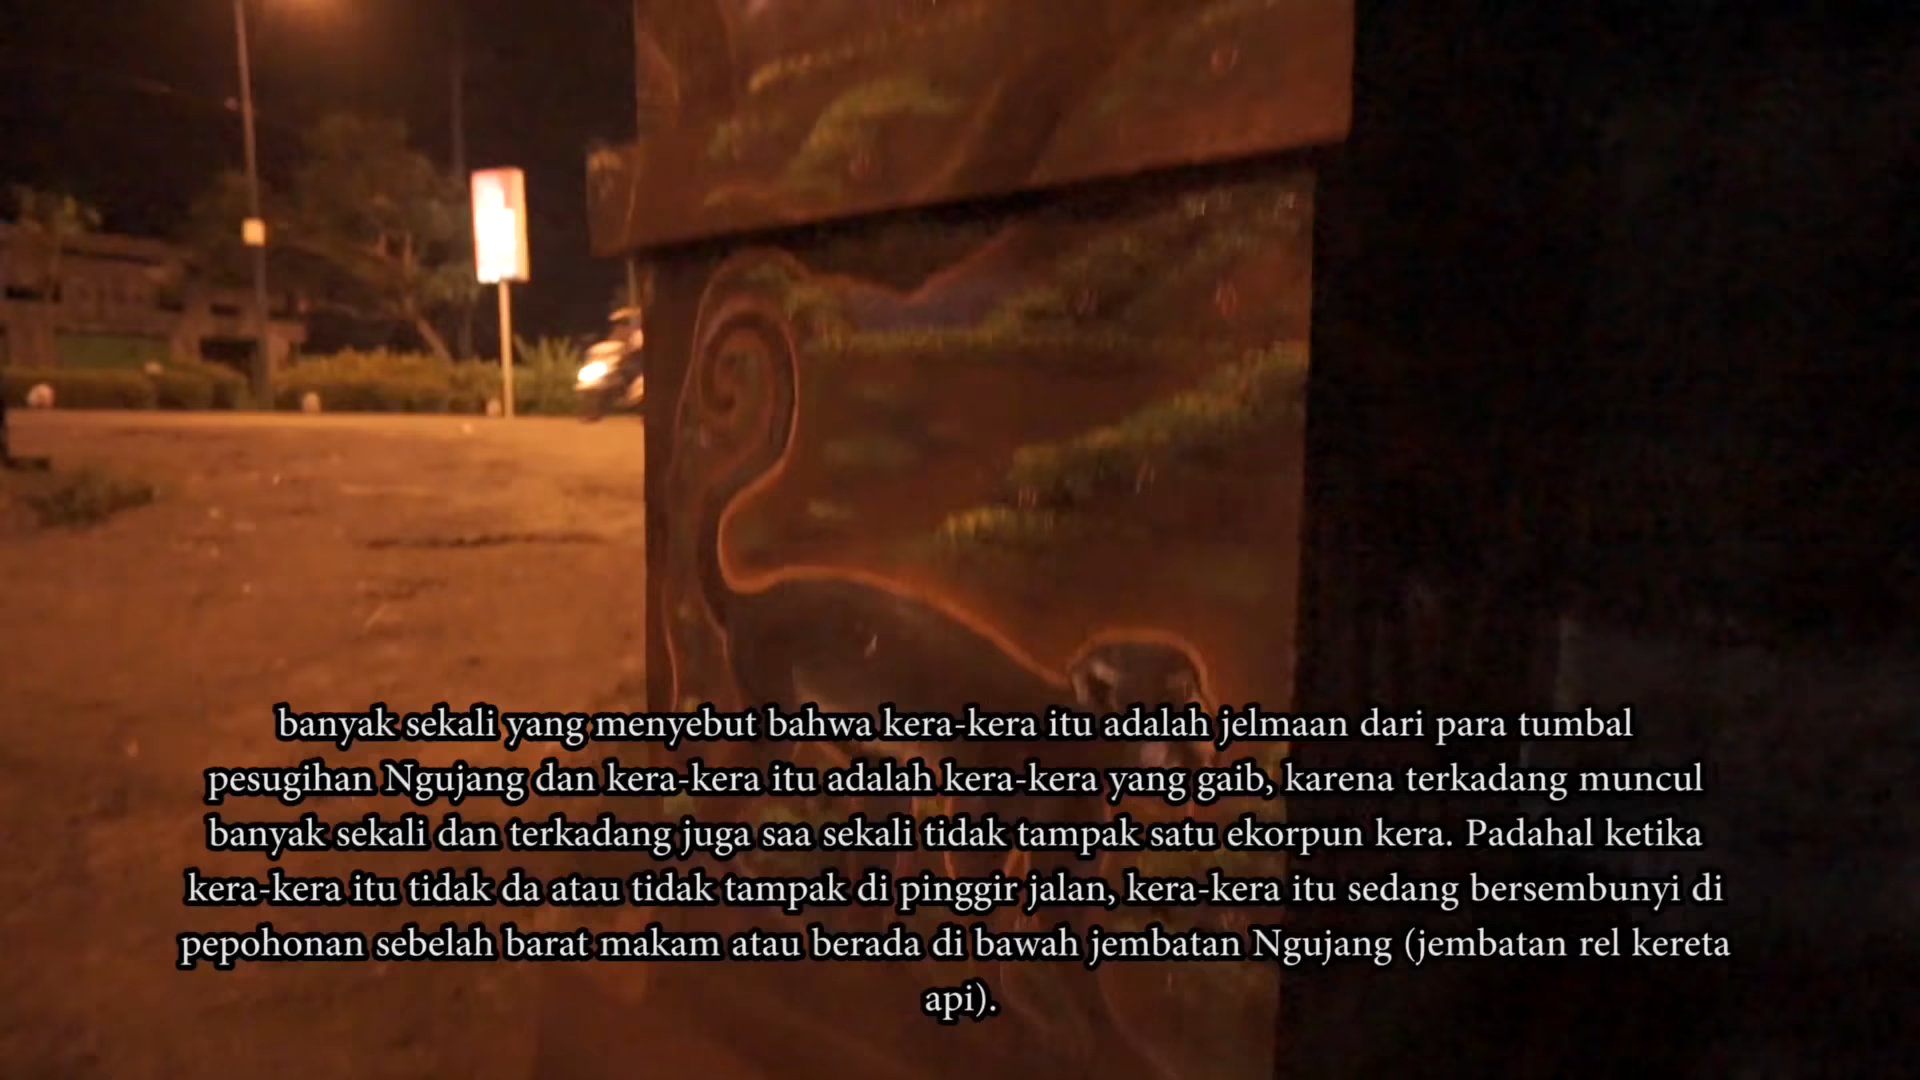 banyak sekali yang menyebut bahwa kera-kera itu adalah jelmaan dari para tumbal
pesugihan Ngujang dan kera-kera itu adalah kera-kera yang gaib, karena terkadang muncul
banyak sekali dan terkadang juga saa sekali tidak tampak satu ekorpun kera. Padahal ketika
kera-kera itu tidak da atau tidak tampak di pinggir jalan, kera-kera itu sedang bersembunyi di
pepohonan sebelah barat makam atau berada di bawah jembatan Ngujang (jembatan rel kereta
api).